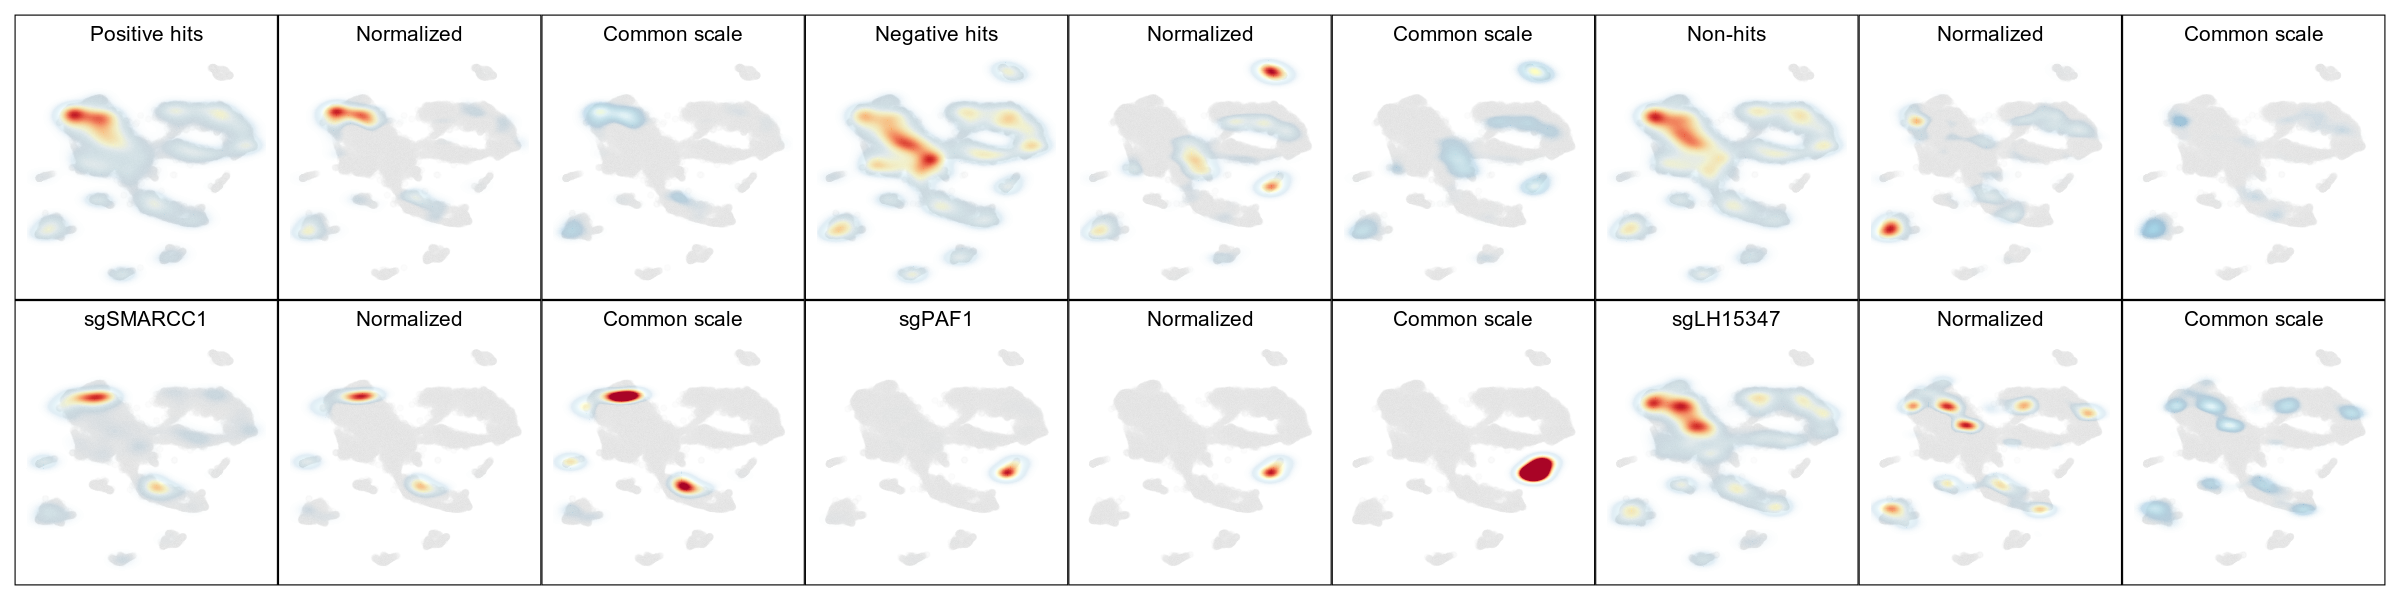 Positive hits
Normalized
Common scale
Negative hits
Normalized
Common scale
Non-hits
Normalized
Common scale
sgSMARCC1
Normalized
Common scale
sgPAF1
Normalized
Common scale
sgLH15347
Normalized
Common scale